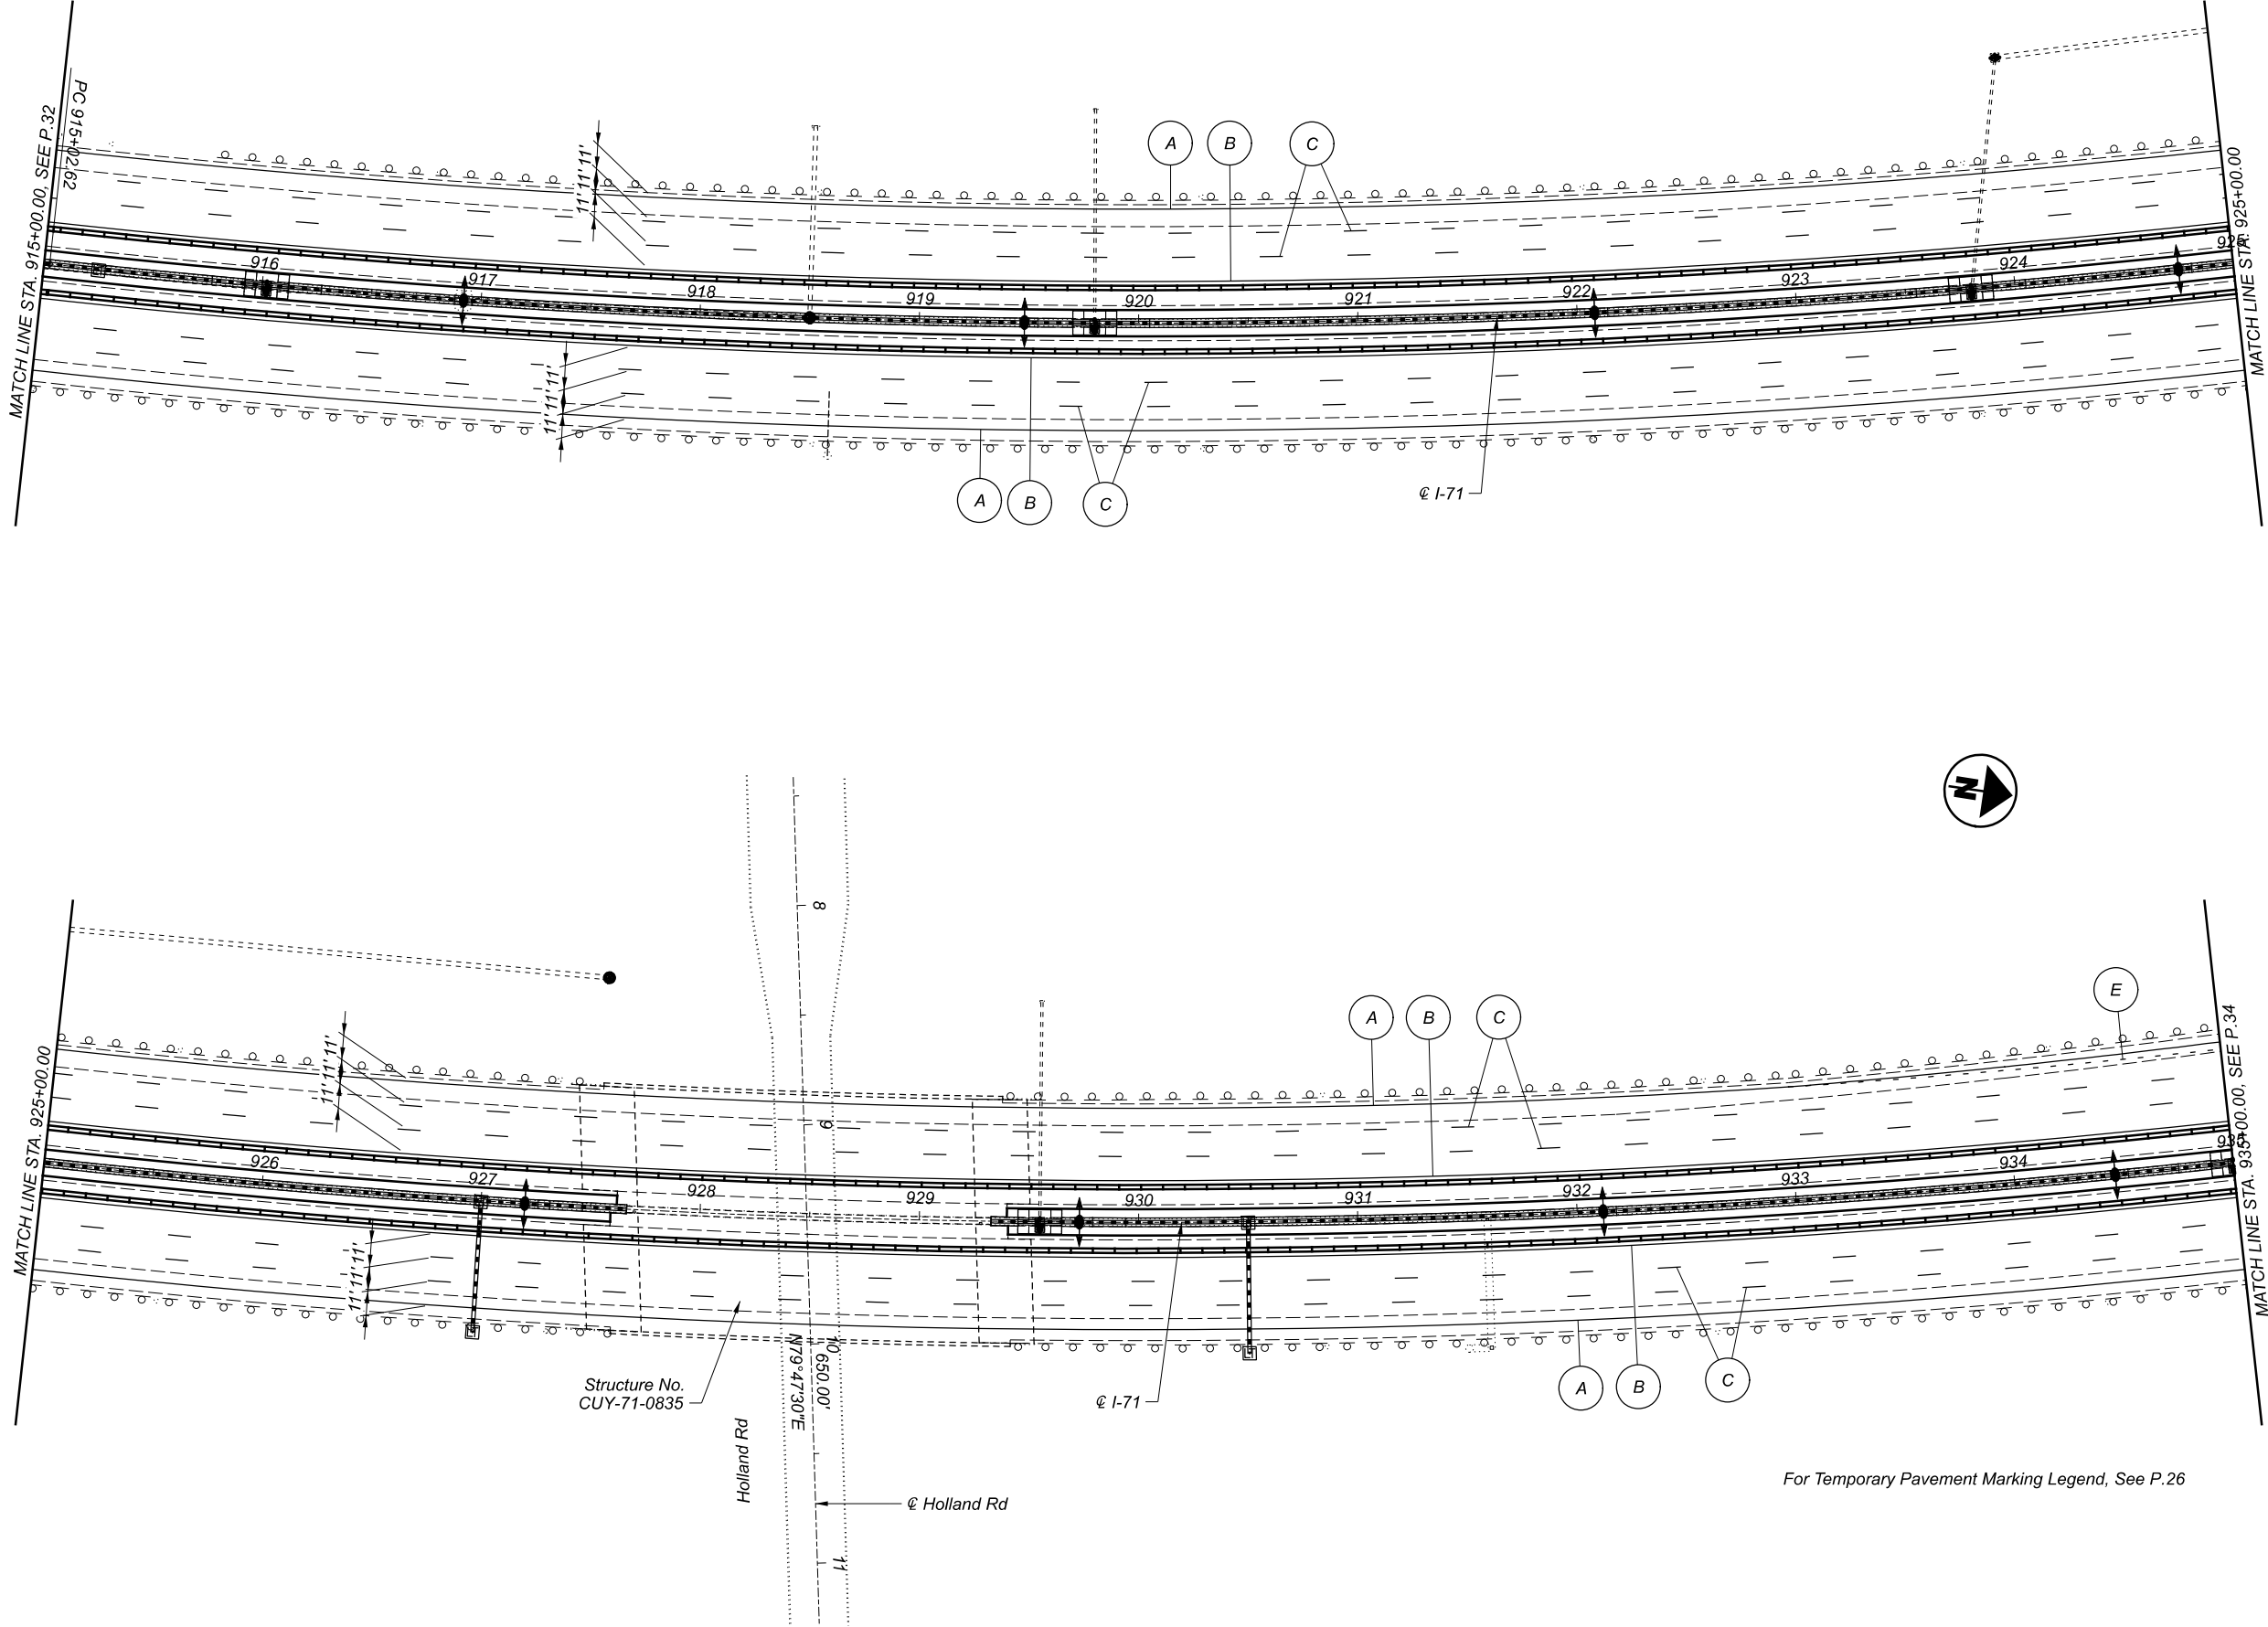 MATCH LINE STA. 915+00.00, SEE P.32
PC 915+02.62
11' 11' 11'
A
B
C
MATCH LINE STA. 925+00.00
916
917
918
919
920
921
922
923
924
925
11' 11' 11'
A
B
C
℄ I-71
N
MATCH LINE STA. 925+00.00
11' 11' 11'
8
9
A
B
C
E
MATCH LINE STA. 935+00.00, SEE P.34
926
927
928
929
930
931
932
933
934
935
11' 11' 11'
Structure No.
CUY-71-0835
N79°47'30"E
650.00'
10
℄ I-71
A
B
C
Holland Rd
℄ Holland Rd
11
For Temporary Pavement Marking Legend, See P.26